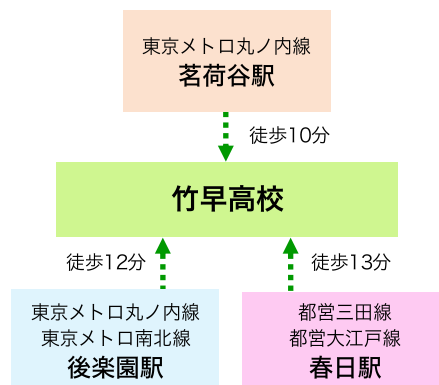 東京メトロ丸ノ内線
茗荷谷駅
徒歩10分
竹早高校
徒歩12分
徒歩13分
東京メトロ丸ノ内線
東京メトロ南北線
後楽園駅
都営三田線
都営大江戸線
春日駅